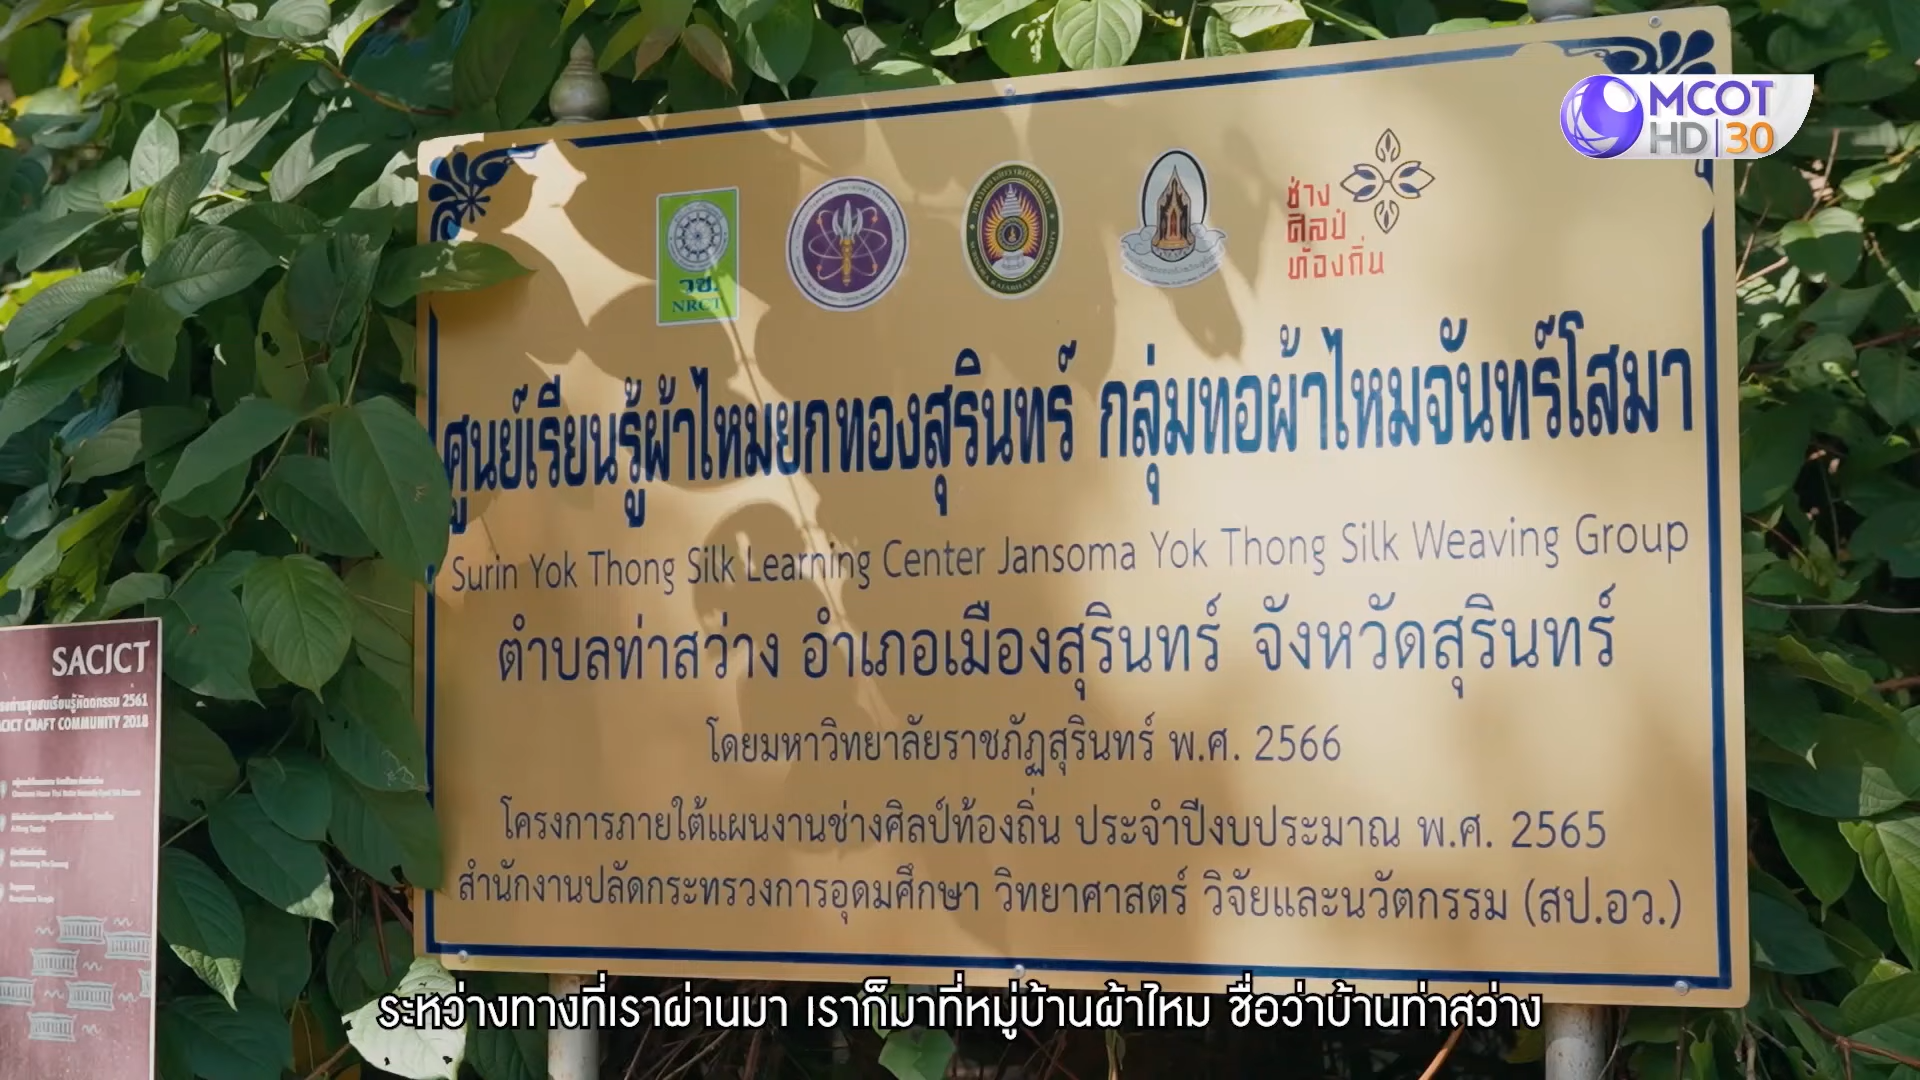 MCOT
HD|30
วช.
NRCT
ช่าง
ศิลป์
ท้องถิ่น
ศูนย์เรียนรู้ผ้าไหมยกทองสุรินทร์ กลุ่มทอผ้าไหมจันทร์โสมา
Surin Yok Thong Silk Learning Center Jansoma Yok Thong Silk Weaving Group
ตำบลท่าสว่าง อำเภอเมืองสุรินทร์ จังหวัดสุรินทร์
โดยมหาวิทยาลัยราชภัฏสุรินทร์ พ.ศ. 2566
โครงการภายใต้แผนงานช่างศิลป์ท้องถิ่น ประจำปีงบประมาณ พ.ศ. 2565
สำนักงานปลัดกระทรวงการอุดมศึกษา วิทยาศาสตร์ วิจัยและนวัตกรรม (สป.อว.)
SACICT
2561
CRAFT COMMUNITY 2018
ระหว่างทางที่เราผ่านมา เราก็มาที่หมู่บ้านผ้าไหม ชื่อว่าบ้านท่าสว่าง